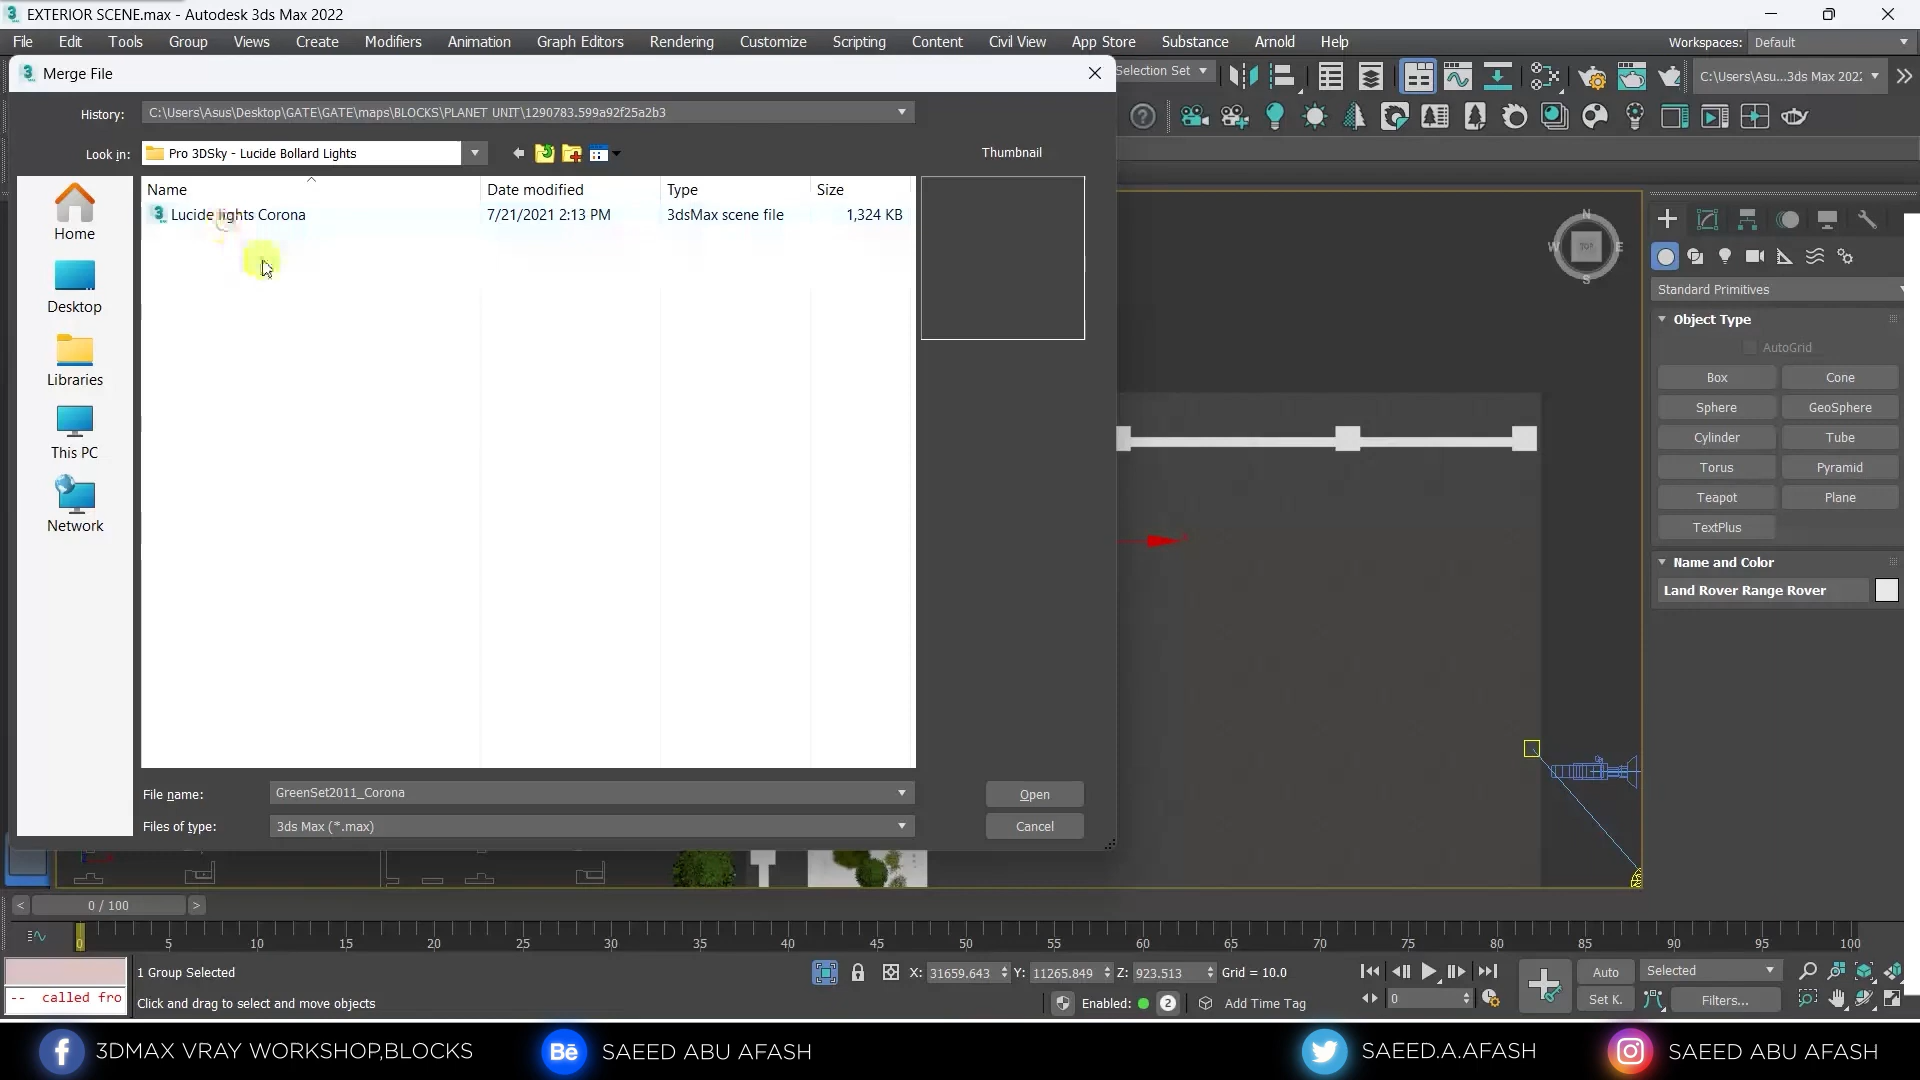 EXTERIOR SCENE.max - Autodesk 3ds Max 2022
File Edit Tools Group Views Create Modifiers Animation Graph Editors Rendering Customize Scripting Content Civil View App Store Substance Arnold Help Workspaces: Default
Merge File
Selection Set
C:\Users\Asu...3ds Max 202
History: C:\Users\Asus\Desktop\GATE\GATE\maps\BLOCKS\PLANET UNIT\1290783.599a92f25a2b3
Look in: Pro 3DSky - Lucide Bollard Lights
Thumbnail
Name Date modified Type Size
Lucide lights Corona 7/21/2021 2:13 PM 3dsMax scene file 1,324 KB
Home
Desktop
Libraries
This PC
Network
File name: GreenSet2011_Corona Open
Files of type: 3ds Max (*.max) Cancel
N
W TOP E
S
Standard Primitives
Object Type
AutoGrid
Box Cone
Sphere GeoSphere
Cylinder Tube
Torus Pyramid
Teapot Plane
TextPlus
Name and Color
Land Rover Range Rover
< 0 / 100 >
0 5 10 15 20 25 30 35 40 45 50 55 60 65 70 75 80 85 90 95 100
1 Group Selected X: 31659.643 Y: 11265.849 Z: 923.513 Grid = 10.0 Auto Selected
-- called fro Click and drag to select and move objects Enabled: 2 Add Time Tag 0 Set K. Filters...
3DMAX VRAY WORKSHOP,BLOCKS Bē SAEED ABU AFASH SAEED.A.AFASH SAEED ABU AFASH